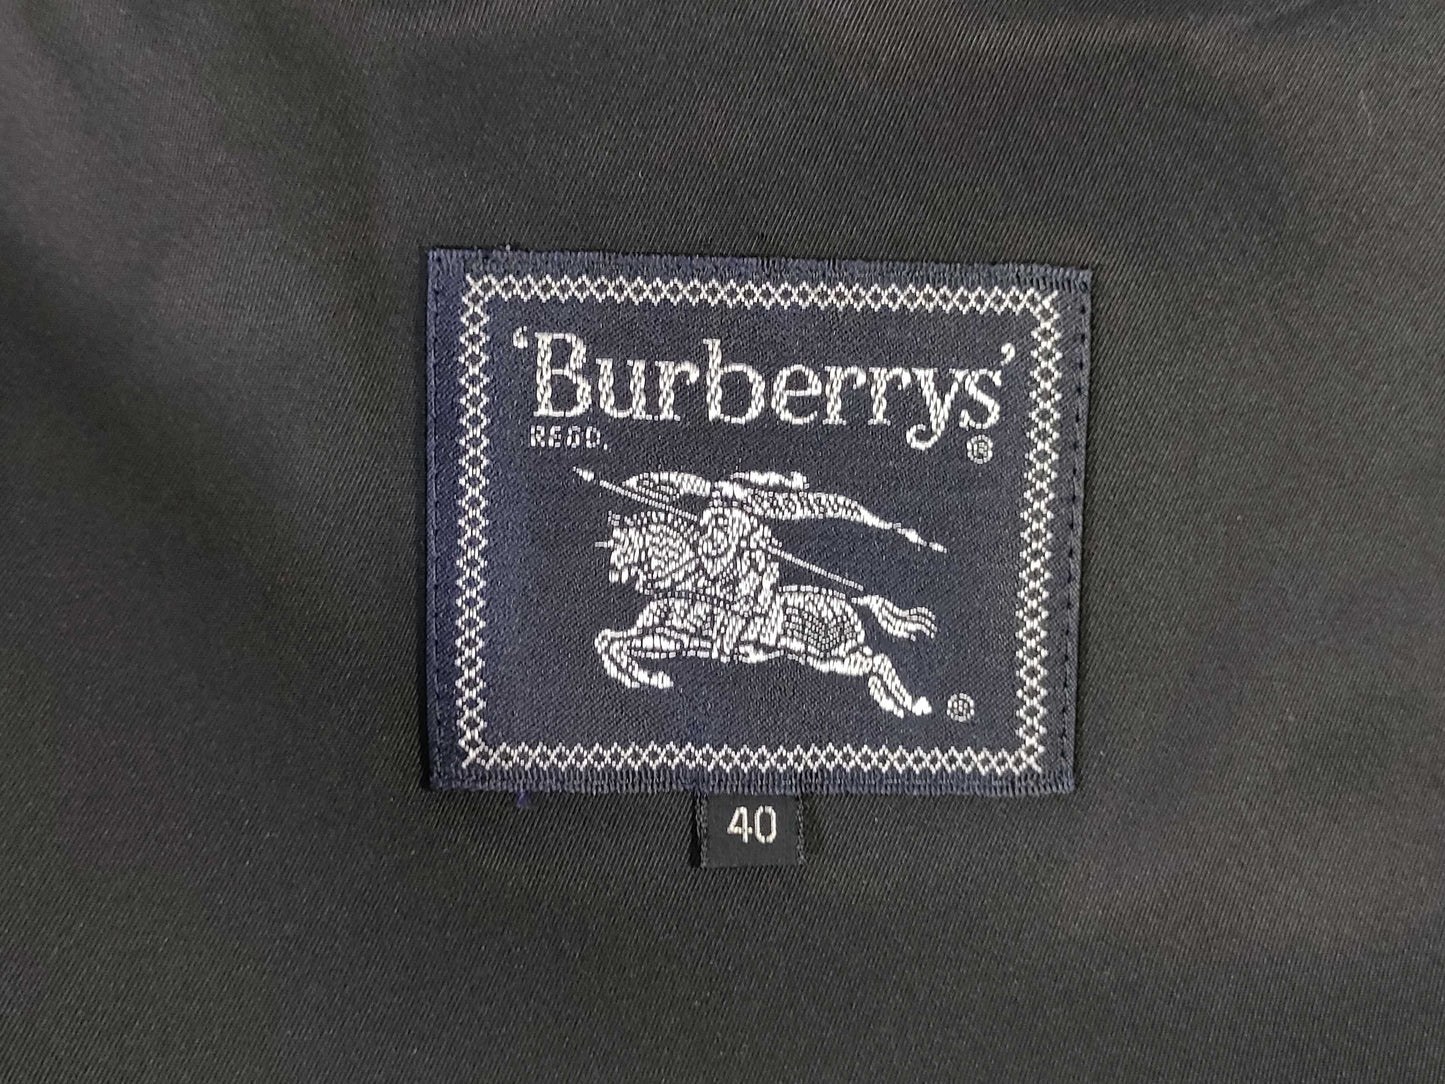 ‘Burberrys’
REGD. ®
®
40